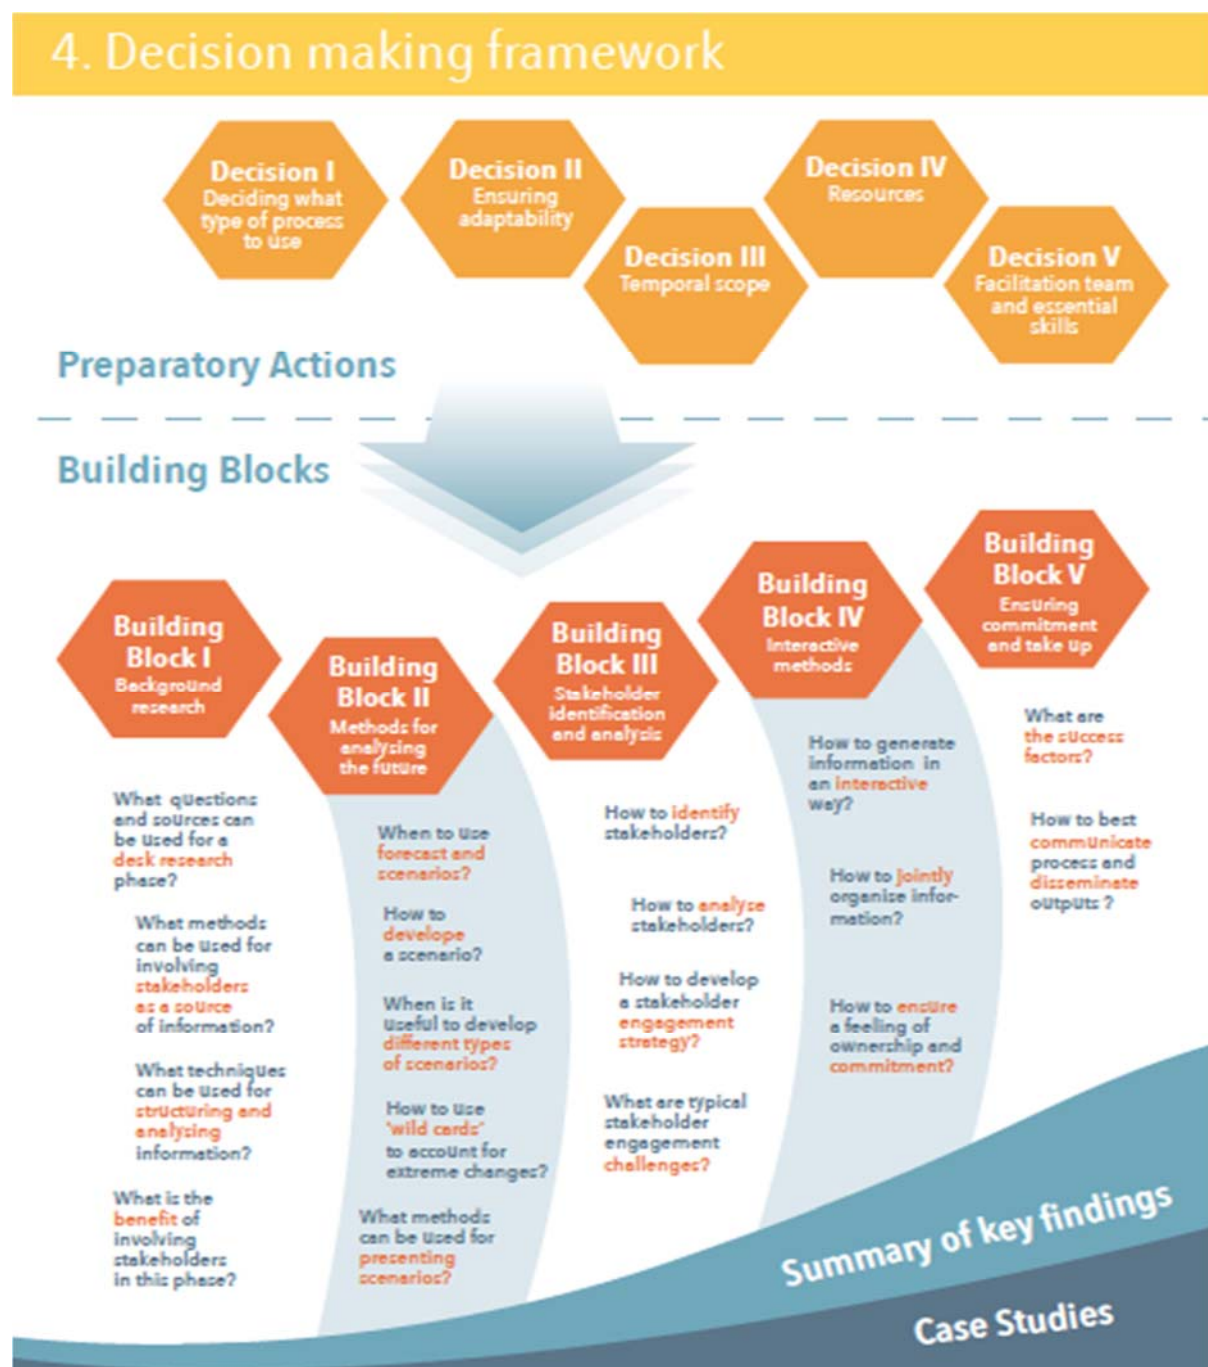 4. Decision making framework
Decision I
Deciding what
type of process
to use
Decision II
Ensuring
adaptability
Decision III
Temporal scope
Decision IV
Resources
Decision V
Facilitation team
and essential
skills
Preparatory Actions
Building Blocks
Building
Block I
Background
research
What questions
and sources can
be used for a
desk research
phase?
What methods
can be used for
involving
stakeholders
as a source
of information?
What techniques
can be used for
structuring and
analysing
information?
What is the
benefit of
involving
stakeholders
in this phase?
Building
Block II
Methods for
analysing
the future
When to use
forecast and
scenarios?
How to
develope
a scenario?
When is it
useful to develop
different types
of scenarios?
How to use
'wild cards'
to account for
extreme changes?
What methods
can be used for
presenting
scenarios?
Building
Block III
Stakeholder
identification
and analysis
How to identify
stakeholders?
How to analyse
stakeholders?
How to develop
a stakeholder
engagement
strategy?
What are typical
stakeholder
engagement
challenges?
Building
Block IV
Interactive
methods
How to generate
information in
an interactive
way?
How to jointly
organise infor-
mation?
How to ensure
a feeling of
ownership and
commitment?
Building
Block V
Ensuring
commitment
and take up
What are
the success
factors?
How to best
communicate
process and
disseminate
outputs ?
Summary of key findings
Case Studies